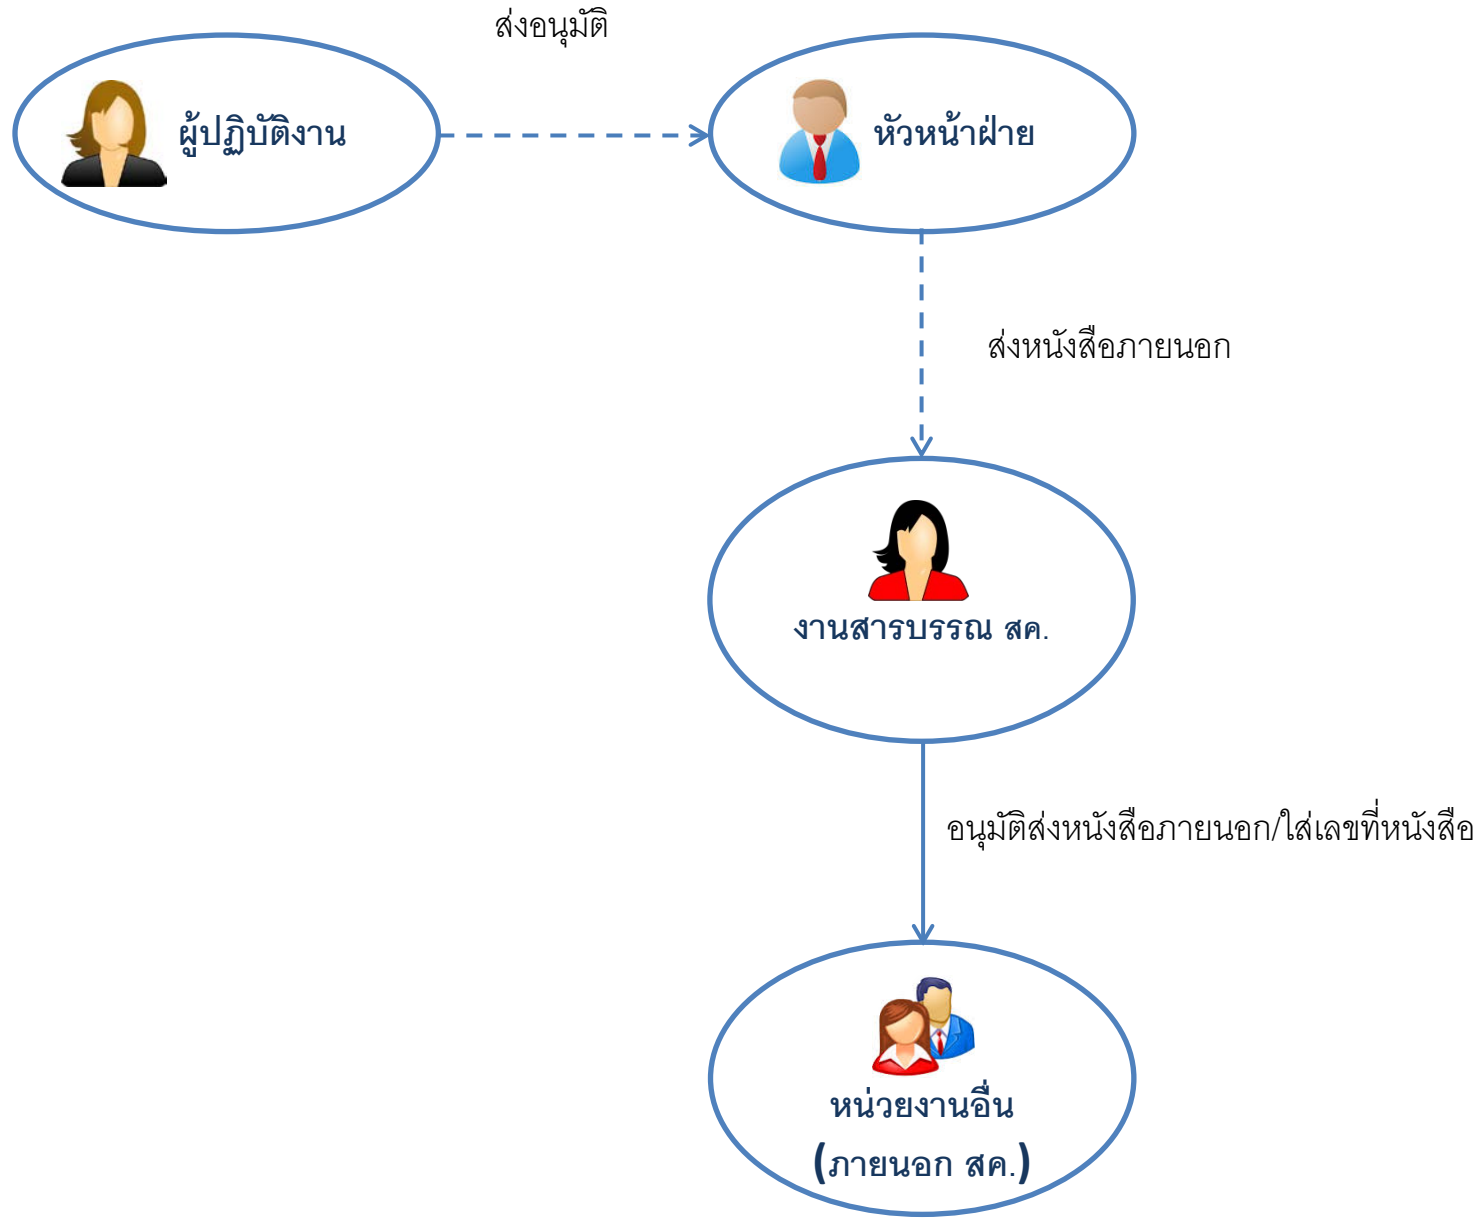 ส่งอนุมัติ
ผู้ปฏิบัติงาน
หัวหน้าฝ่าย
ส่งหนังสือภายนอก
งานสารบรรณ สค.
อนุมัติส่งหนังสือภายนอก/ใส่เลขที่หนังสือ
หน่วยงานอื่น
(ภายนอก สค.)